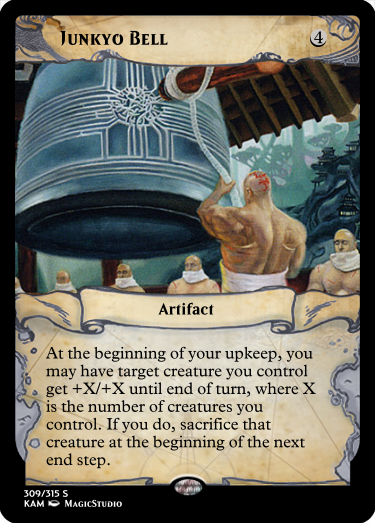 Junkyo Bell 4
Artifact
At the beginning of your upkeep, you
may have target creature you control
get +X/+X until end of turn, where X
is the number of creatures you
control. If you do, sacrifice that
creature at the beginning of the next
end step.
309/315 S
KAM MagicStudio